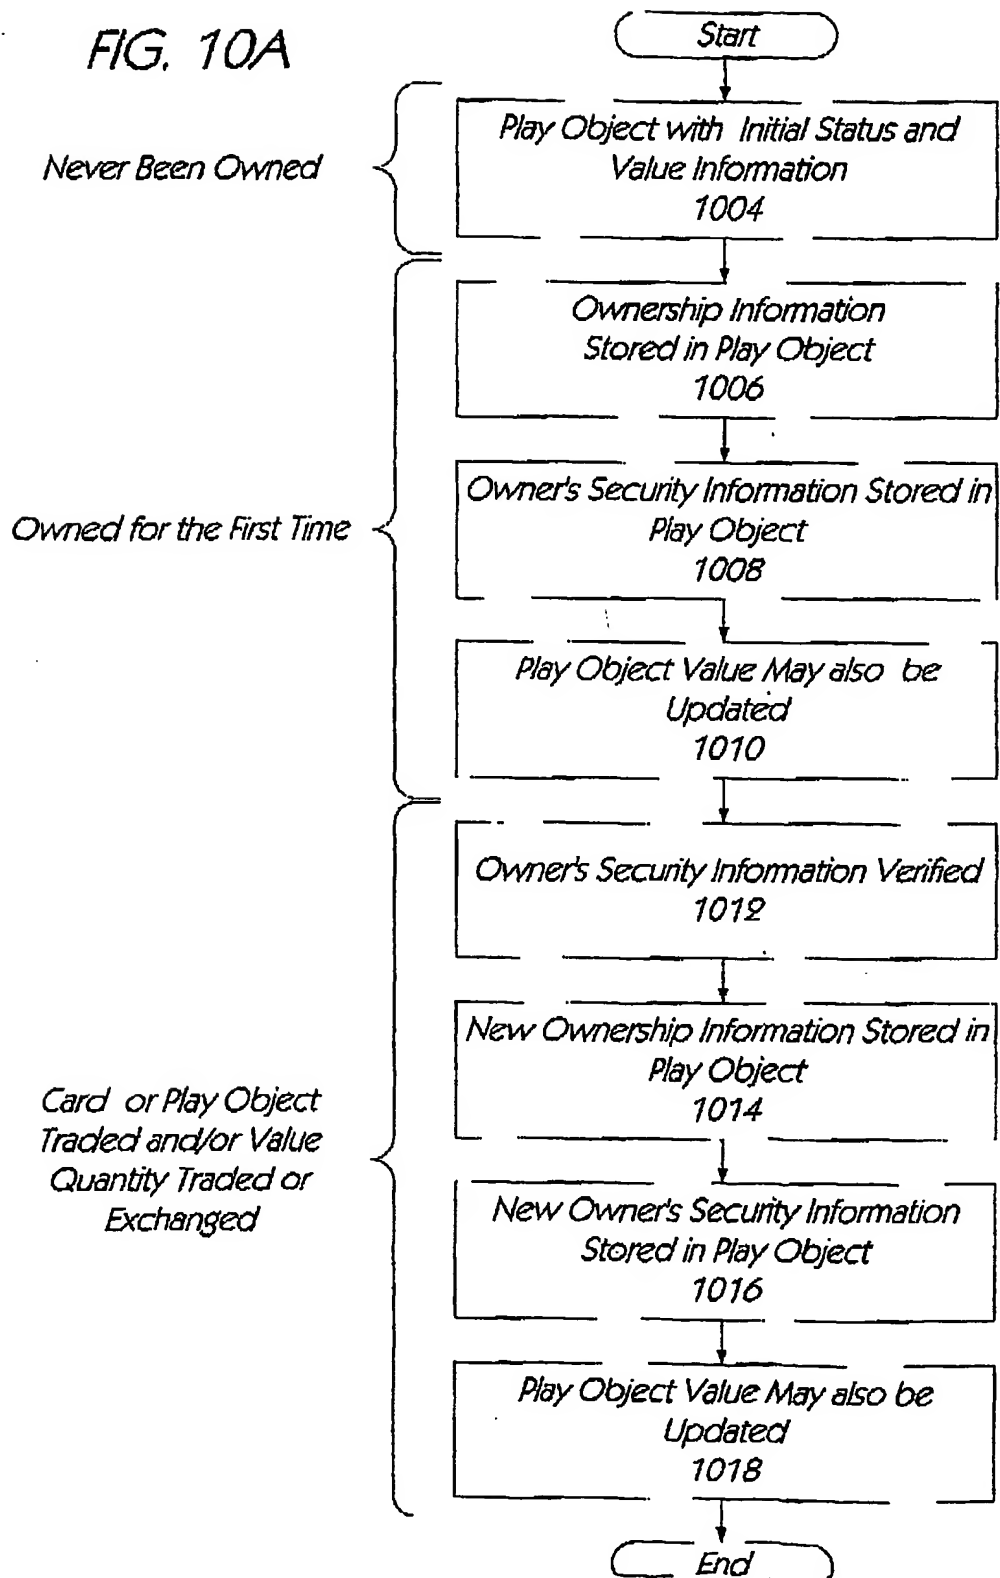 FIG. 10A
Start
Never Been Owned
Play Object with Initial Status and
Value Information
1004
Owned for the First Time
Ownership Information
Stored in Play Object
1006
Owner's Security Information Stored in
Play Object
1008
Play Object Value May also be
Updated
1010
Card or Play Object
Traded and/or Value
Quantity Traded or
Exchanged
Owner's Security Information Verified
1012
New Ownership Information Stored in
Play Object
1014
New Owner's Security Information
Stored in Play Object
1016
Play Object Value May also be
Updated
1018
End